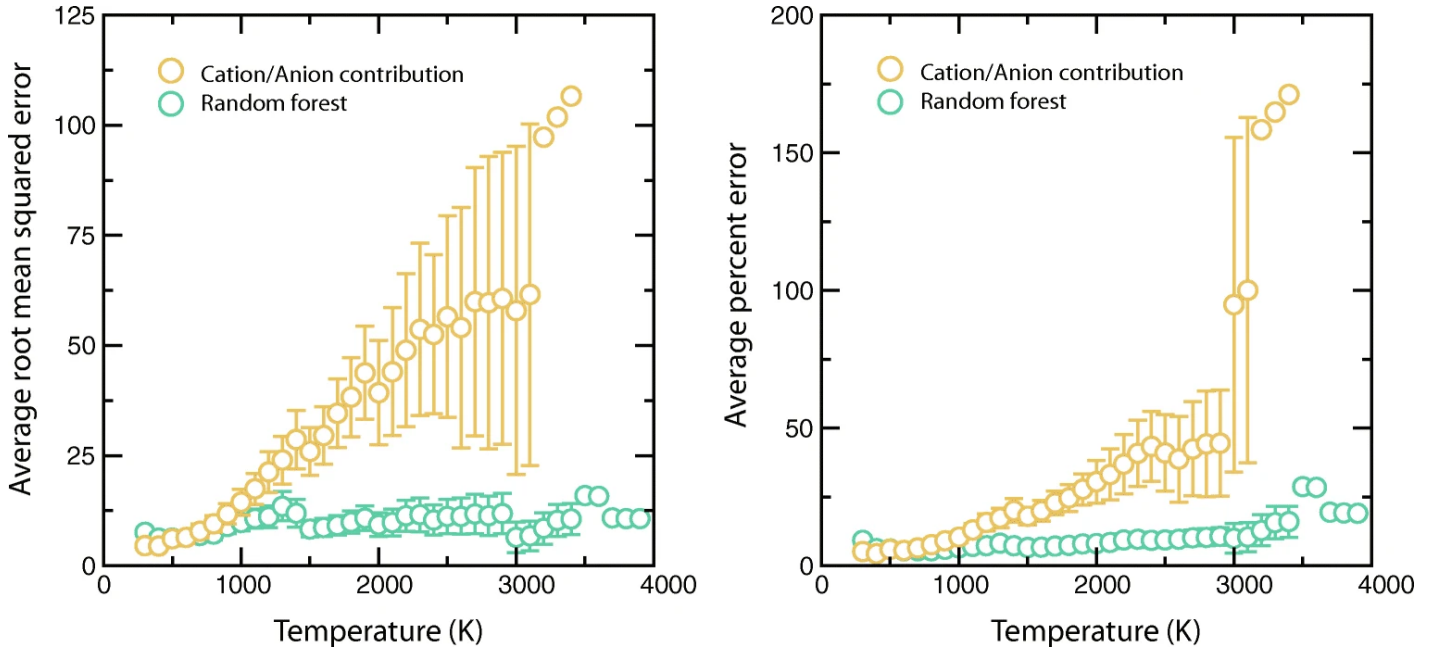 Average root mean squared error
125
100
75
50
25
0
Cation/Anion contribution
Random forest
0
1000
2000
3000
4000
Temperature (K)
Average percent error
200
150
100
50
0
Cation/Anion contribution
Random forest
0
1000
2000
3000
4000
Temperature (K)